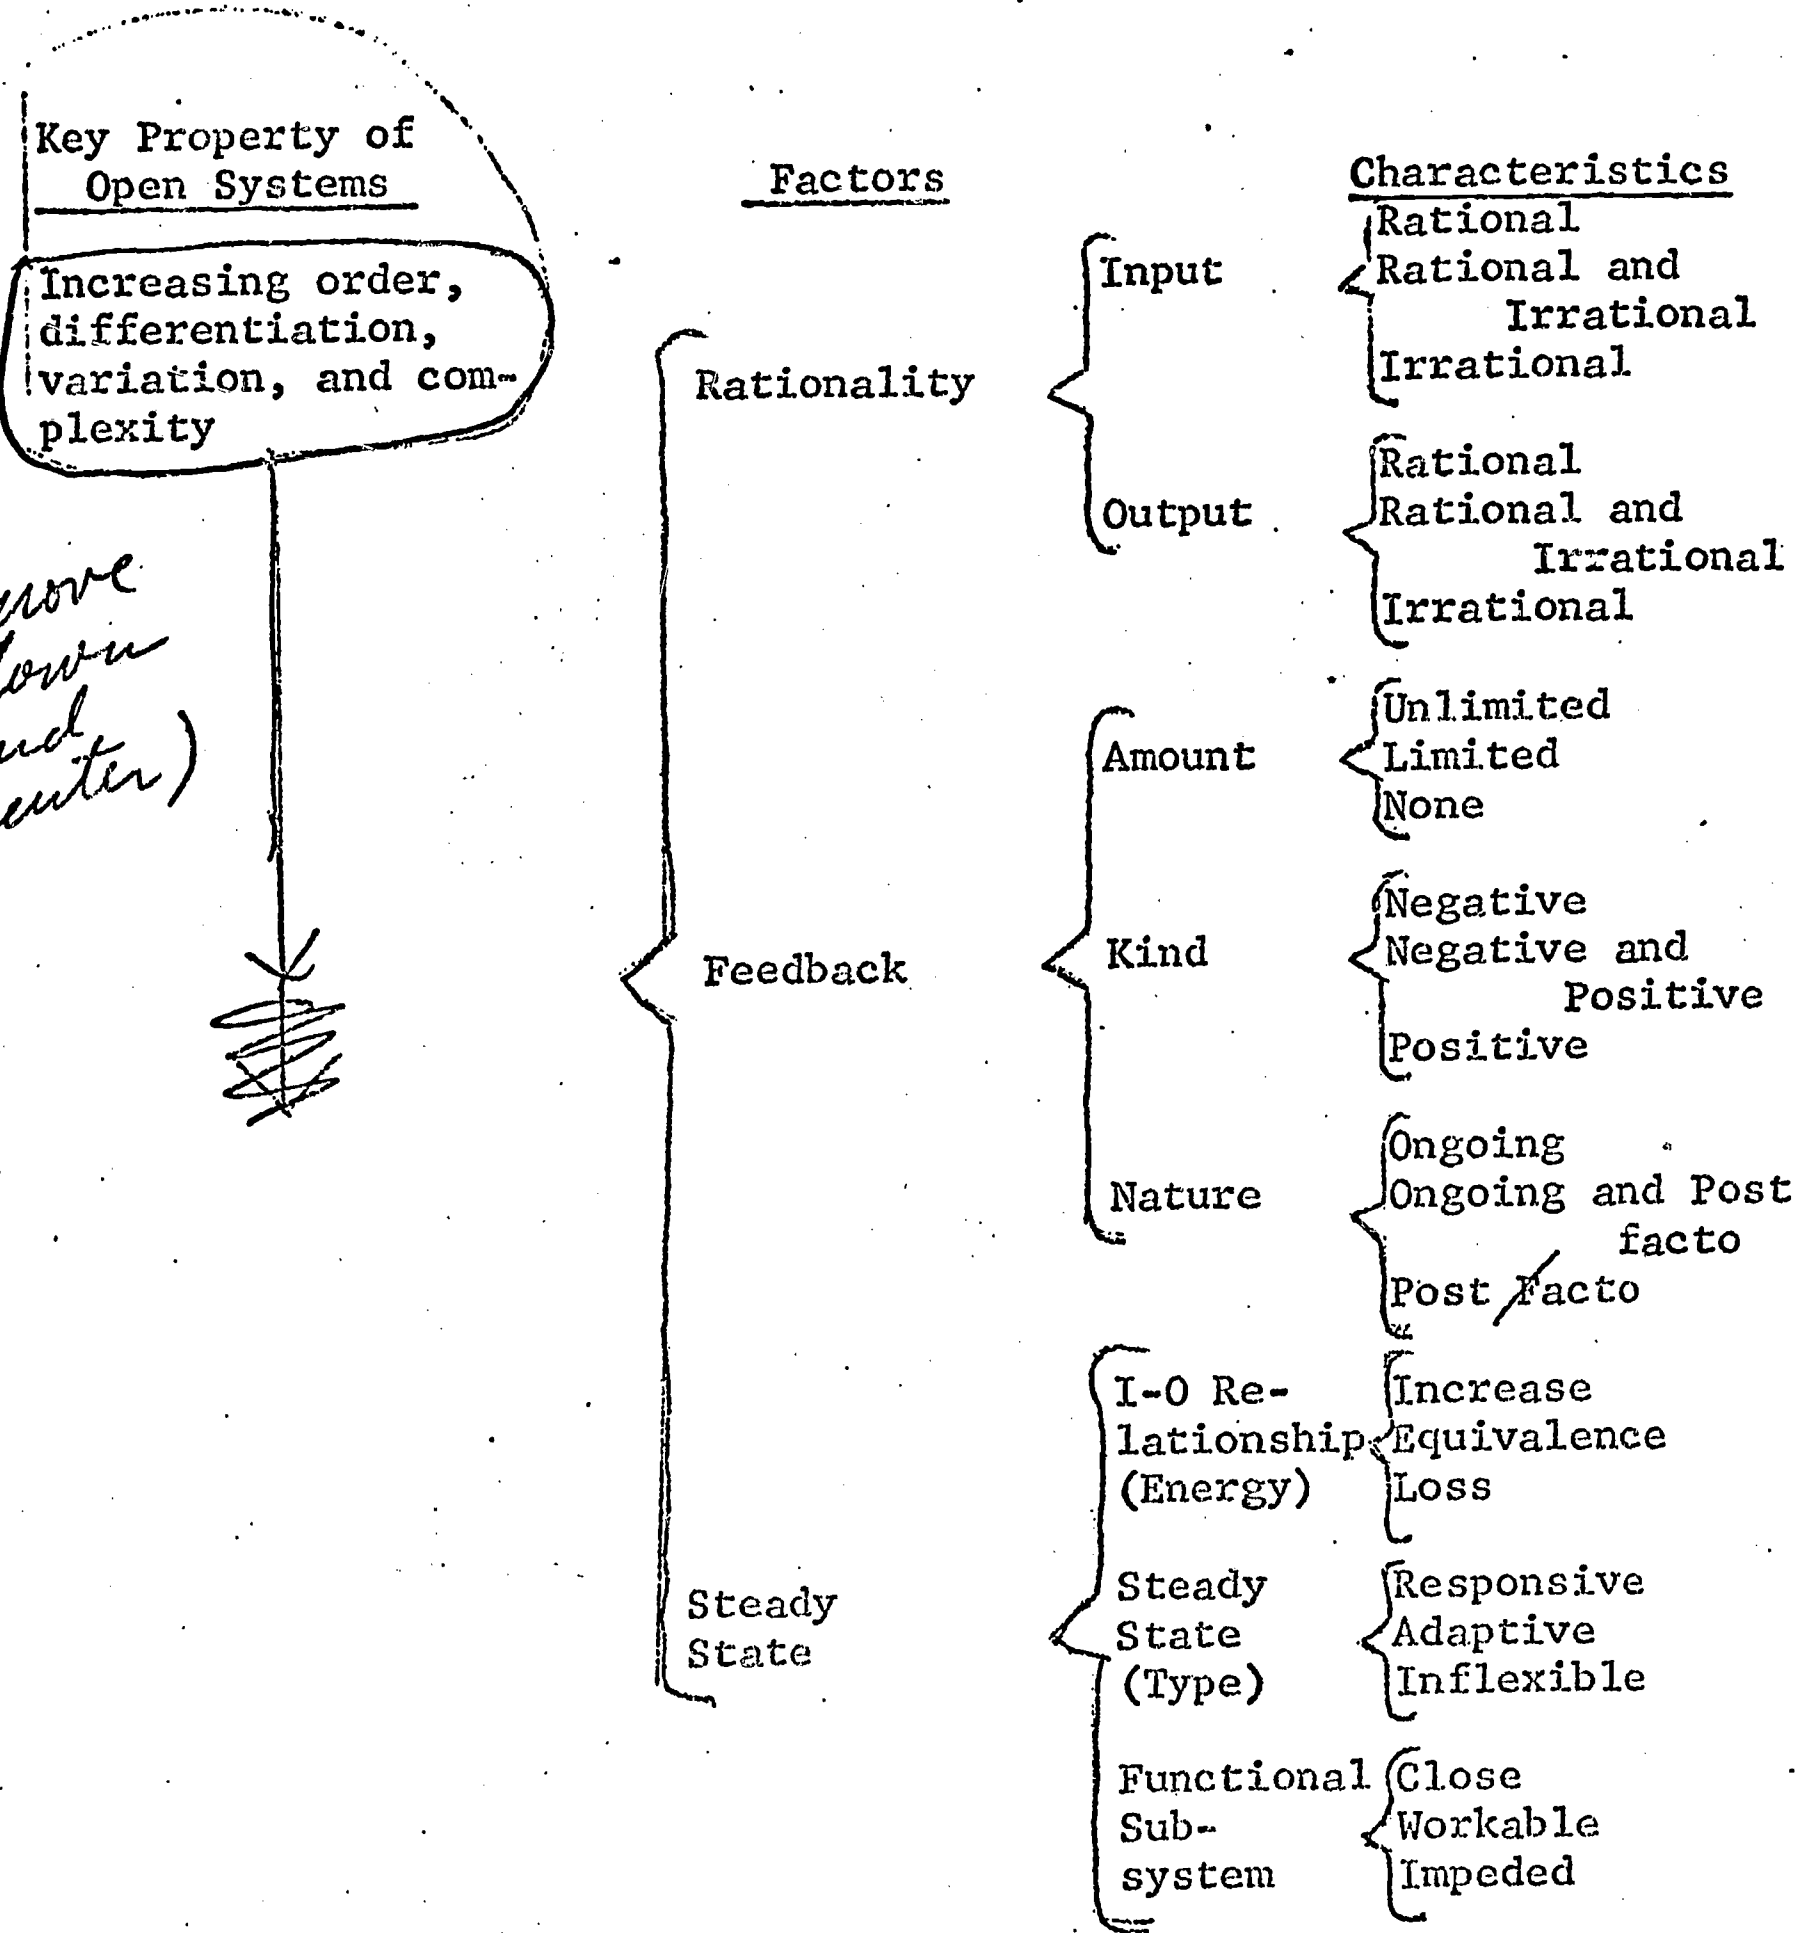 Key Property of
Open Systems
Factors
Characteristics
Increasing order,
differentiation,
variation, and com-
plexity
down
Rationality
Input
Rational
Rational and
Irrational
Irrational
Output
Rational
Rational and
Irrational
Irrational
Feedback
Amount
Unlimited
Limited
None
Kind
Negative
Negative and
Positive
Positive
Nature
Ongoing
Ongoing and Post
facto
Post Facto
Steady
State
I-O Re-
lationship
(Energy)
Increase
Equivalence
Loss
Steady
State
(Type)
Responsive
Adaptive
Inflexible
Functional
Sub-
system
Close
Workable
Impeded